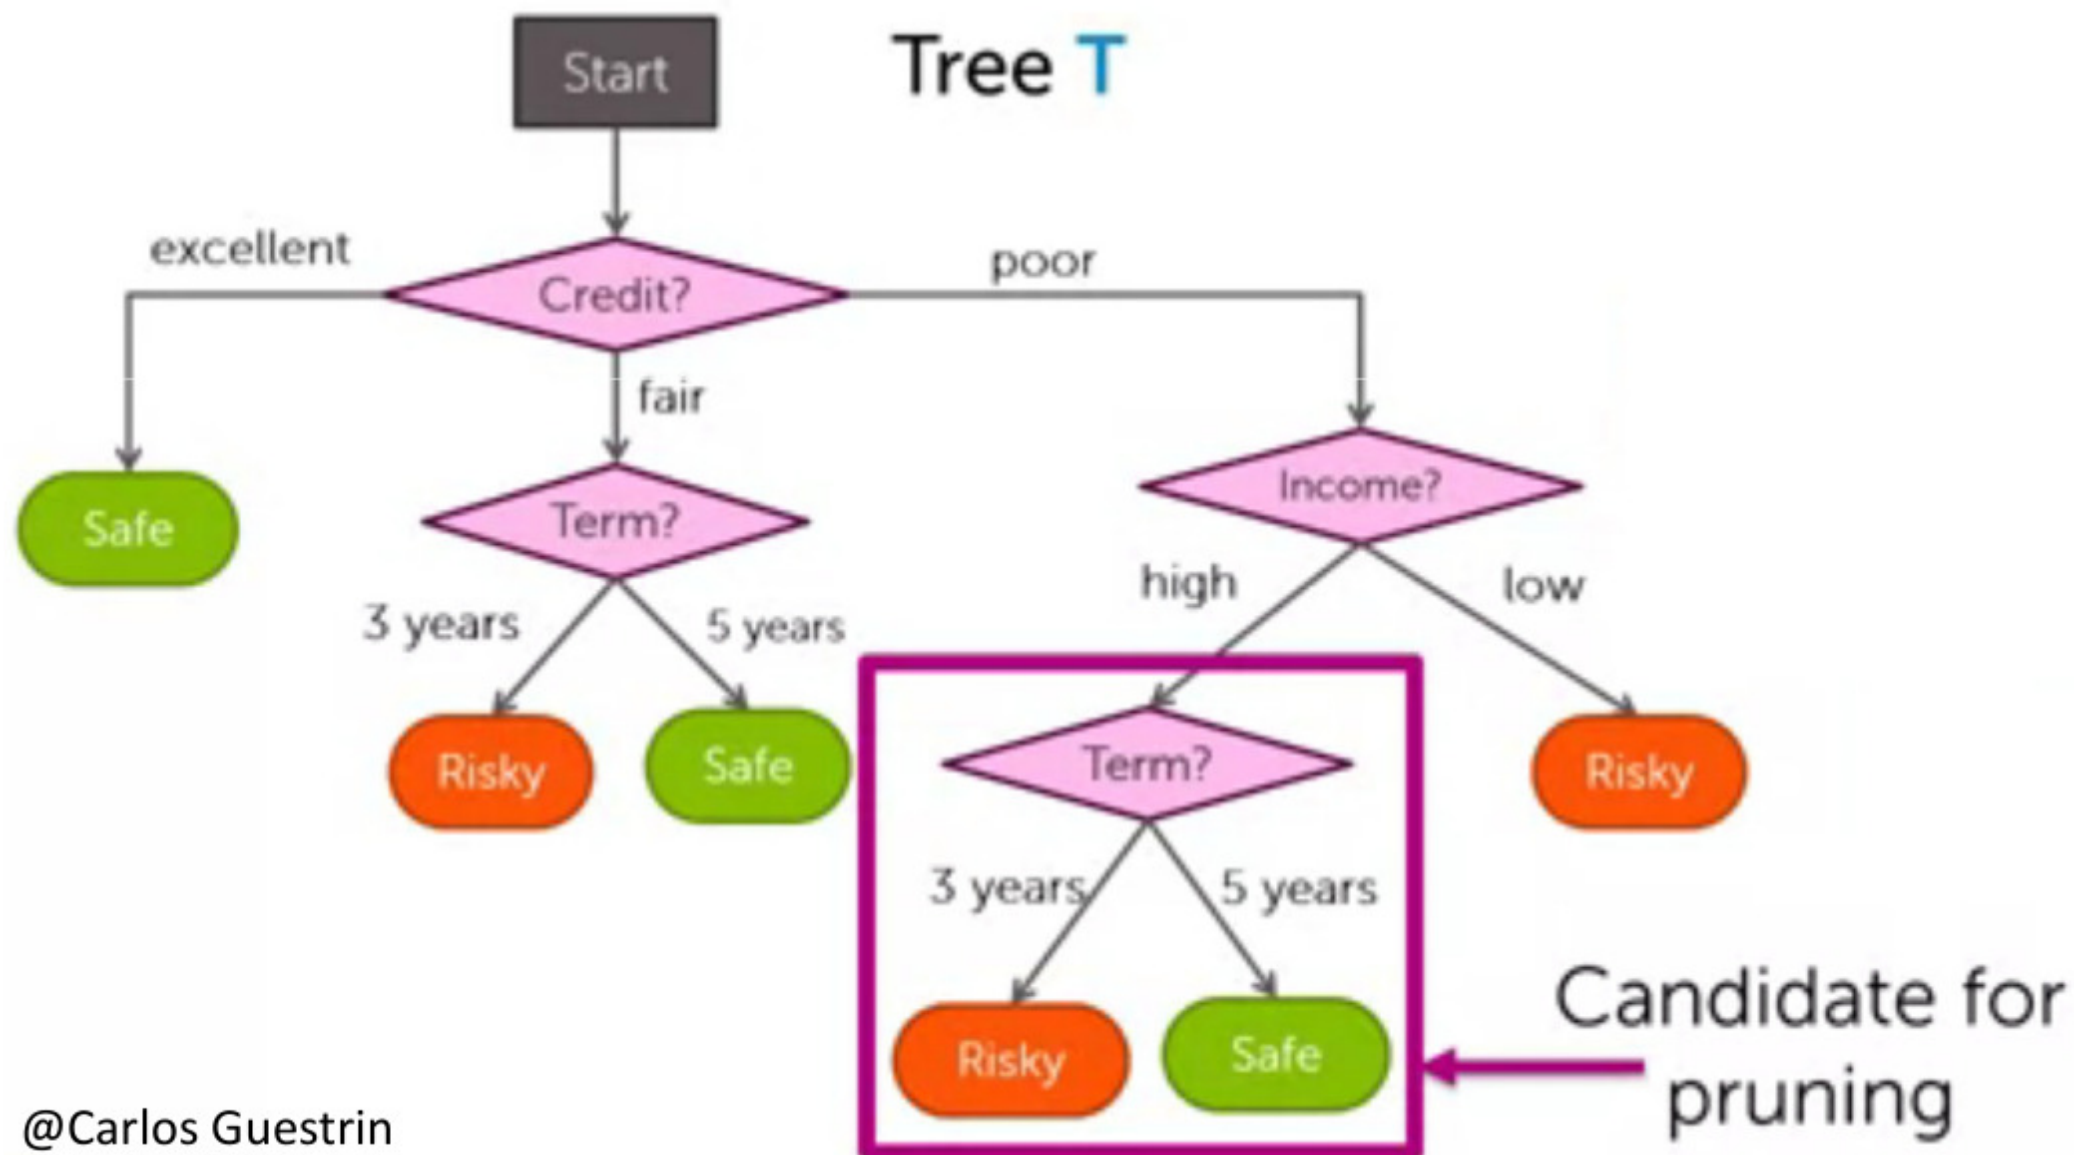 Start
Tree T
excellent
Credit?
poor
fair
Safe
Term?
Income?
3 years
5 years
high
low
Risky
Safe
Term?
Risky
3 years
5 years
Risky
Safe
Candidate for
pruning
@Carlos Guestrin